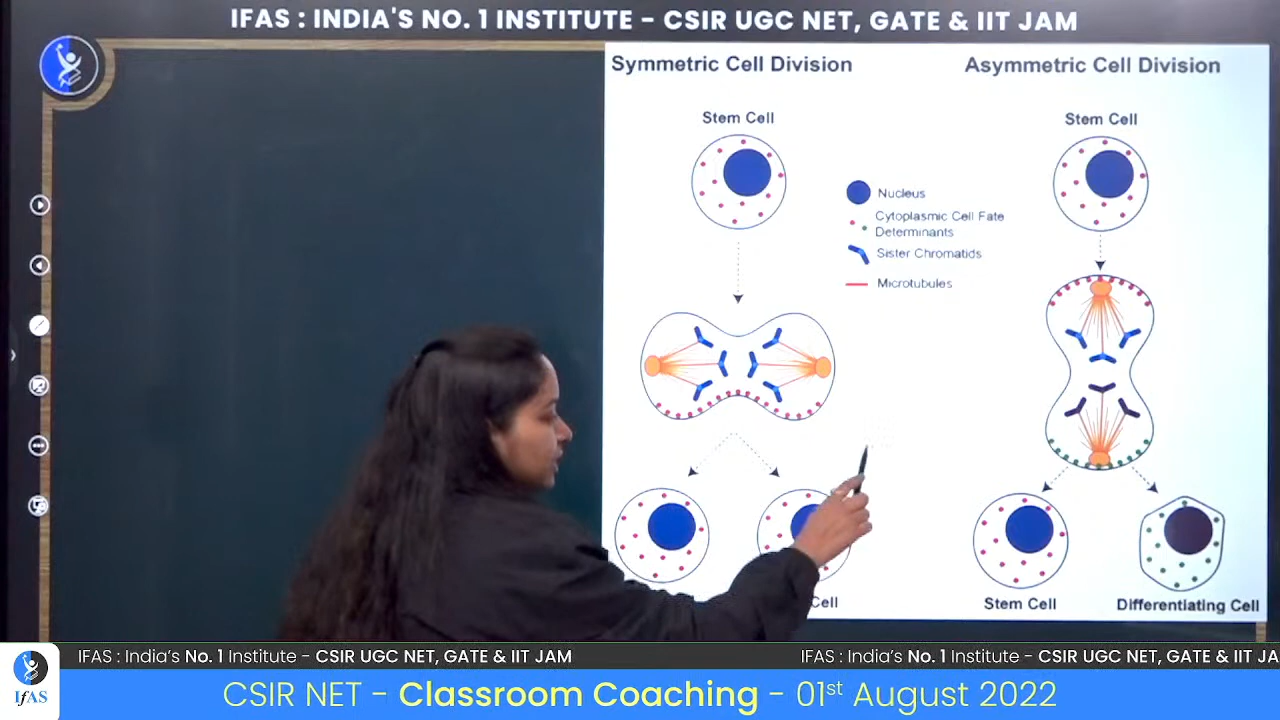 IFAS : INDIA'S NO. 1 INSTITUTE - CSIR UGC NET, GATE & IIT JAM
Symmetric Cell Division
Asymmetric Cell Division
Stem Cell
Stem Cell
Nucleus
Cytoplasmic Cell Fate
Determinants
Sister Chromatids
Microtubules
Cell
Stem Cell
Differentiating Cell
IFAS : India's No. 1 Institute - CSIR UGC NET, GATE & IIT JAM
IFAS : India's No. 1 Institute - CSIR UGC NET, GATE & IIT JA
IFAS
CSIR NET - Classroom Coaching - 01st August 2022